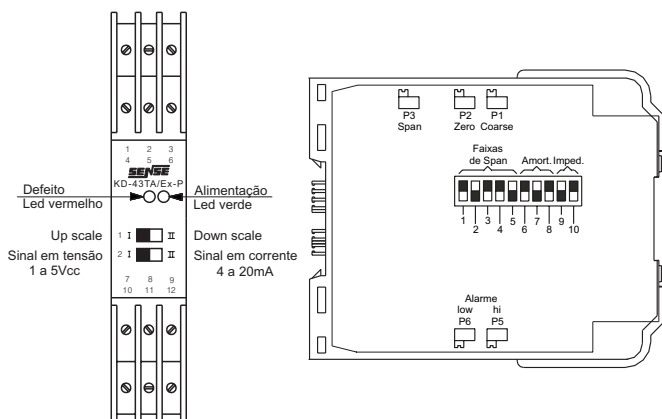 1 2 3
4 5 6
SENSE
KD-43TA/Ex-P
Defeito
Led vermelho
Alimentação
Led verde
Up scale
1 I II
Down scale
Sinal em tensão
1 a 5Vcc
2 I II
Sinal em corrente
4 a 20mA
7 8 9
10 11 12
P3
Span
P2
Zero
P1
Coarse
Faixas
de Span
Amort.
Imped.
1 2 3 4 5 6 7 8 9 10
Alarme
low hi
P6 P5